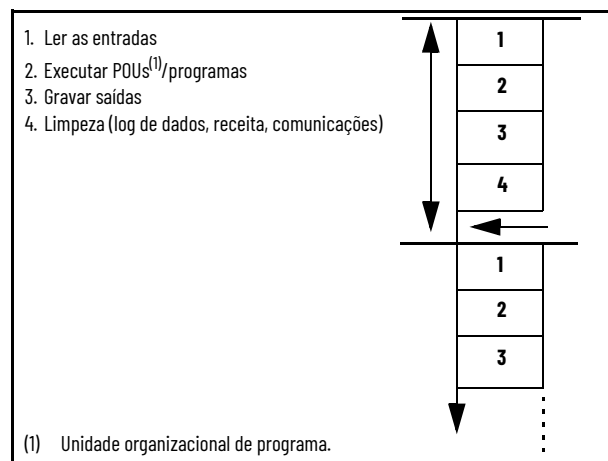 1. Ler as entradas
2. Executar POUs(1)/programas
3. Gravar saídas
4. Limpeza (log de dados, receita, comunicações)
1
2
3
4
1
2
3
(1) Unidade organizacional de programa.